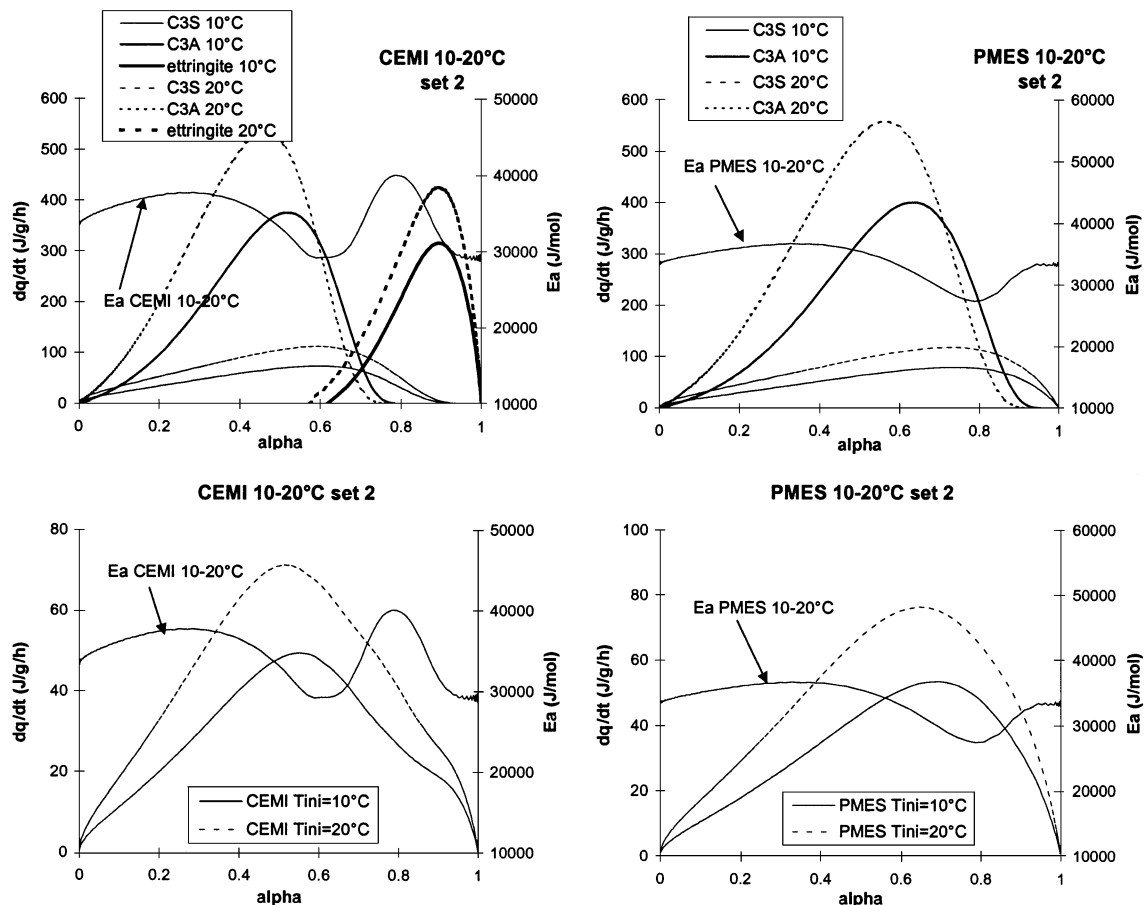 C3S 10°C
C3A 10°C
ettringite 10°C
C3S 20°C
C3A 20°C
ettringite 20°C
CEMI 10-20°C
set 2
600
500
400
300
200
100
0
dq/dt (J/g/h)
50000
40000
30000
20000
10000
Ea (J/mol)
Ea CEMI 10-20°C
0
0.2
0.4
0.6
0.8
1
alpha
C3S 10°C
C3A 10°C
C3S 20°C
C3A 20°C
PMES 10-20°C
set 2
600
500
400
300
200
100
0
dq/dt (J/g/h)
60000
50000
40000
30000
20000
10000
Ea (J/mol)
Ea PMES 10-20°C
0
0.2
0.4
0.6
0.8
1
alpha
CEMI 10-20°C set 2
80
60
40
20
0
dq/dt (J/g/h)
50000
40000
30000
20000
10000
Ea (J/mol)
Ea CEMI 10-20°C
CEMI Tini=10°C
CEMI Tini=20°C
0
0.2
0.4
0.6
0.8
1
alpha
PMES 10-20°C set 2
100
80
60
40
20
0
dq/dt (J/g/h)
60000
50000
40000
30000
20000
10000
Ea (J/mol)
Ea PMES 10-20°C
PMES Tini=10°C
PMES Tini=20°C
0
0.2
0.4
0.6
0.8
1
alpha